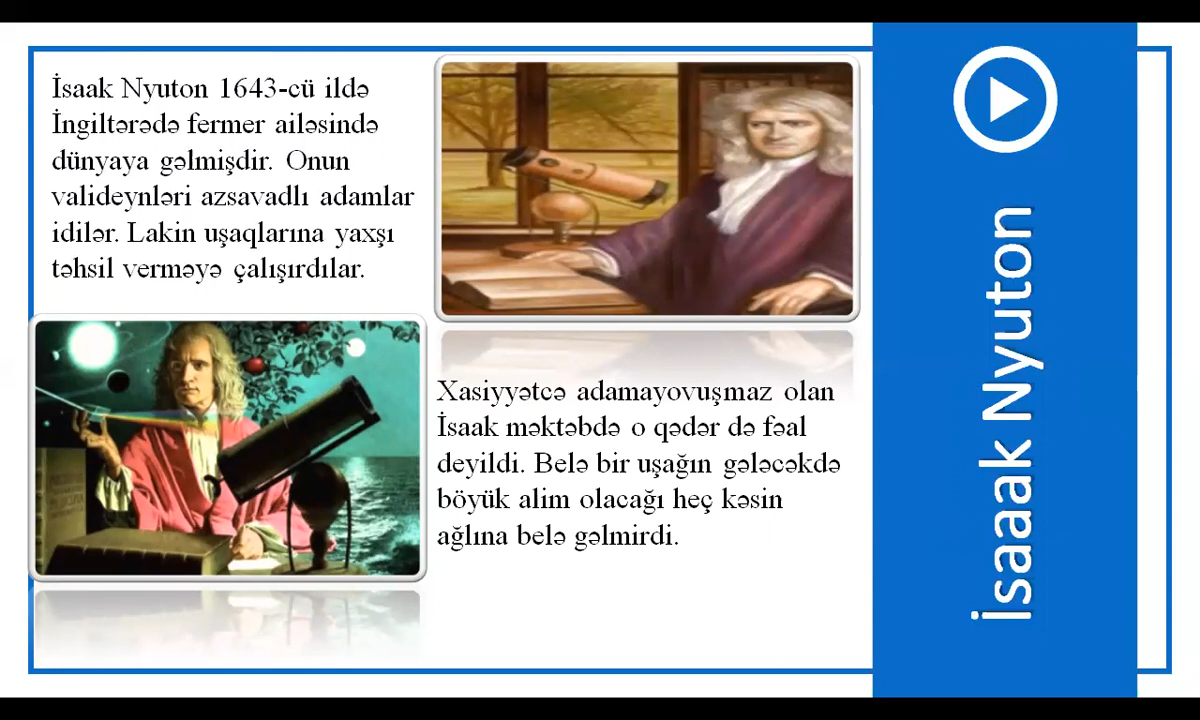 İsaak Nyuton 1643-cü ildə
İngiltərədə fermer ailəsində
dünyaya gəlmişdir. Onun
valideynləri azsavadlı adamlar
idilər. Lakin uşaqlarına yaxşı
təhsil verməyə çalışırdılar.
Xasiyyətcə adamayovuşmaz olan
İsaak məktəbdə o qədər də fəal
deyildi. Belə bir uşağın gələcəkdə
böyük alim olacağı heç kəsin
ağlına belə gəlmirdi.
İsaak Nyuton